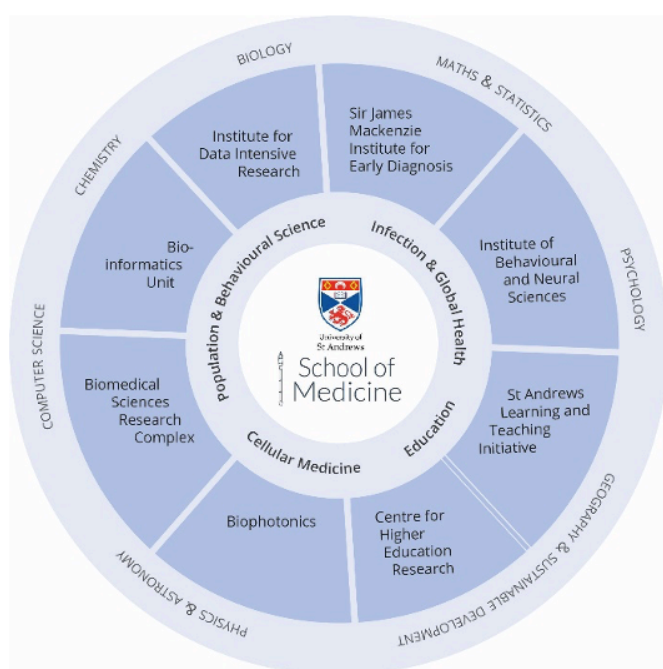 BIOLOGY
MATHS & STATISTICS
PSYCHOLOGY
GEOGRAPHY & SUSTAINABLE DEVELOPMENT
PHYSICS & ASTRONOMY
COMPUTER SCIENCE
CHEMISTRY
Institute for
Data Intensive
Research
Sir James
Mackenzie
Institute for
Early Diagnosis
Institute of
Behavioural
and Neural
Sciences
St Andrews
Learning and
Teaching
Initiative
Centre for
Higher
Education
Research
Biophotonics
Biomedical
Sciences
Research
Complex
Bio-
informatics
Unit
Population & Behavioural Science
Infection & Global Health
Education
Cellular Medicine
University of
St Andrews
School of
Medicine